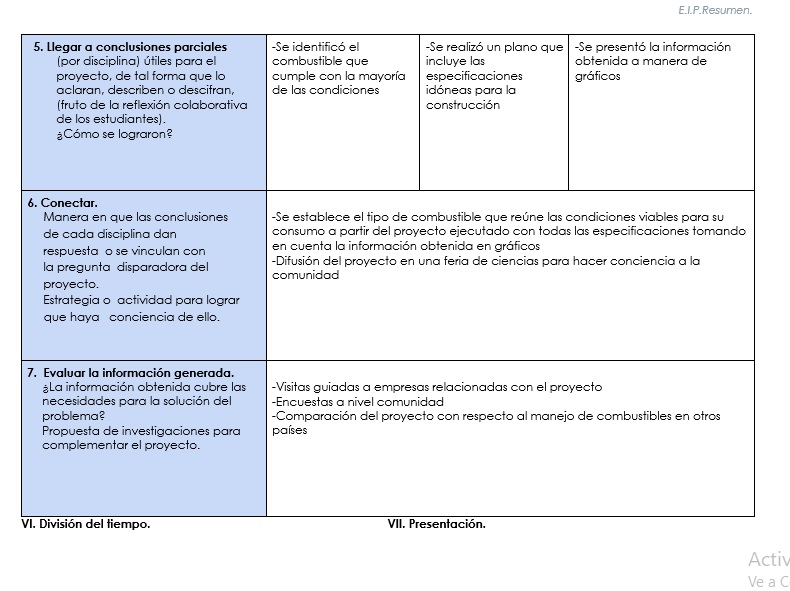 E.I.P.Resumen.
5. Llegar a conclusiones parciales
(por disciplina) útiles para el
proyecto, de tal forma que lo
aclaran, describen o descifran,
(fruto de la reflexión colaborativa
de los estudiantes).
¿Cómo se lograron?
-Se identificó el
combustible que
cumple con la mayoría
de las condiciones
-Se realizó un plano que
incluye las
especificaciones
idóneas para la
construcción
-Se presentó la información
obtenida a manera de
gráficos
6. Conectar.
Manera en que las conclusiones
de cada disciplina dan
respuesta o se vinculan con
la pregunta disparadora del
proyecto.
Estrategia o actividad para lograr
que haya conciencia de ello.
-Se establece el tipo de combustible que reúne las condiciones viables para su
consumo a partir del proyecto ejecutado con todas las especificaciones tomando
en cuenta la información obtenida en gráficos
-Difusión del proyecto en una feria de ciencias para hacer conciencia a la
comunidad
7. Evaluar la información generada.
¿La información obtenida cubre las
necesidades para la solución del
problema?
Propuesta de investigaciones para
complementar el proyecto.
-Visitas guiadas a empresas relacionadas con el proyecto
-Encuestas a nivel comunidad
-Comparación del proyecto con respecto al manejo de combustibles en otros
países
VI. División del tiempo.
VII. Presentación.
Activ
Ve a C